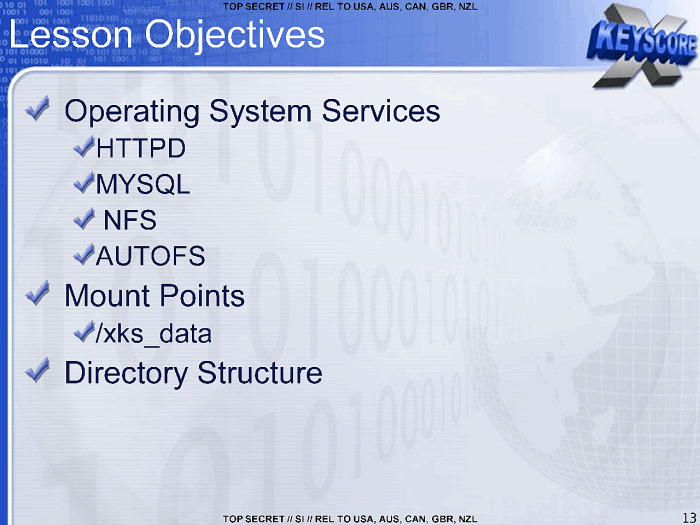 TOP SECRET // SI // REL TO USA, AUS, CAN, GBR, NZL
Lesson Objectives
X
KEYSCORE
Operating System Services
HTTPD
MYSQL
NFS
AUTOFS
Mount Points
/xks_data
Directory Structure
TOP SECRET // SI // REL TO USA, AUS, CAN, GBR, NZL
13